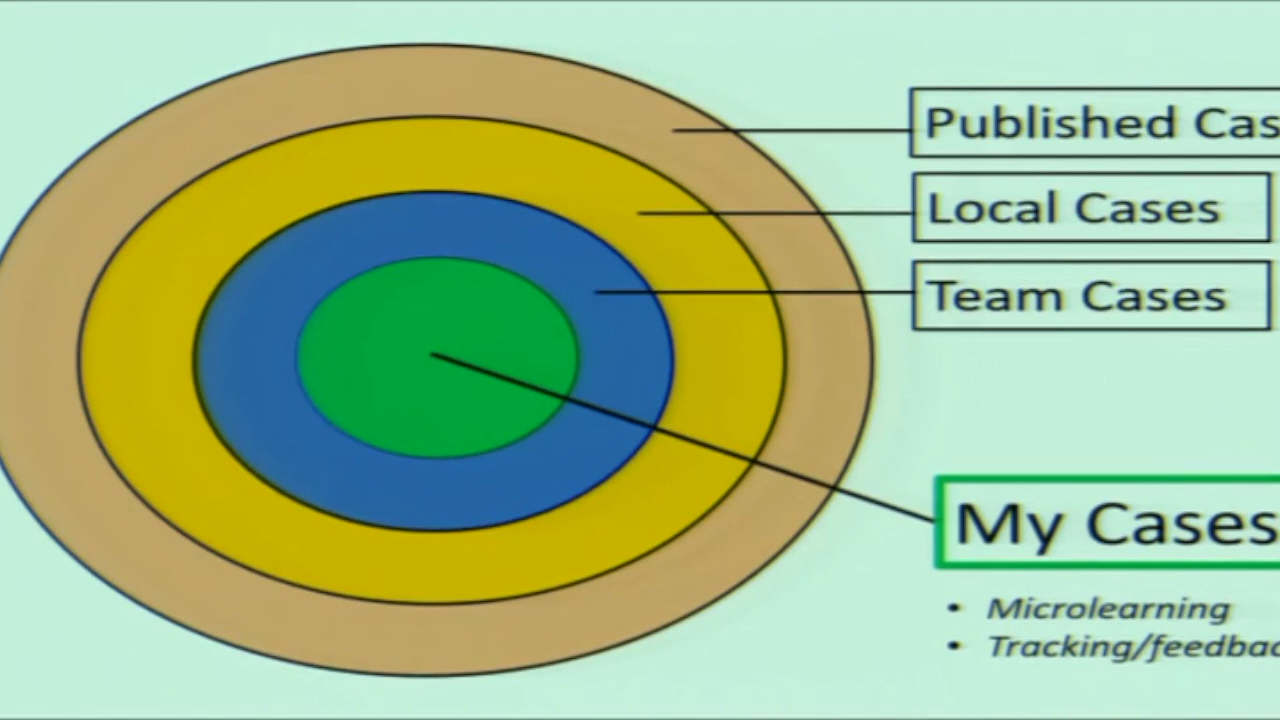 Published Cas
Local Cases
Team Cases
My Cases
• Microlearning
• Tracking/feedbac